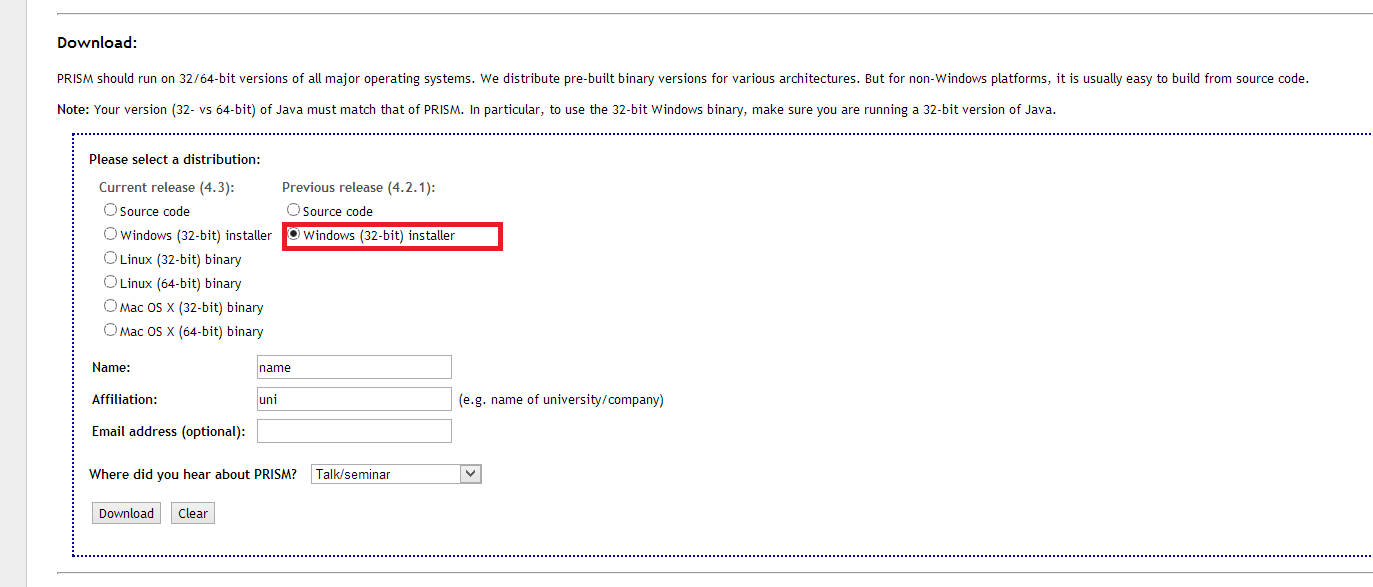 Download:
PRISM should run on 32/64-bit versions of all major operating systems. We distribute pre-built binary versions for various architectures. But for non-Windows platforms, it is usually easy to build from source code.
Note: Your version (32- vs 64-bit) of Java must match that of PRISM. In particular, to use the 32-bit Windows binary, make sure you are running a 32-bit version of Java.
Please select a distribution:
Current release (4.3): Previous release (4.2.1):
Source code Source code
Windows (32-bit) installer Windows (32-bit) installer
Linux (32-bit) binary
Linux (64-bit) binary
Mac OS X (32-bit) binary
Mac OS X (64-bit) binary
Name: name
Affiliation: uni (e.g. name of university/company)
Email address (optional):
Where did you hear about PRISM? Talk/seminar
Download Clear